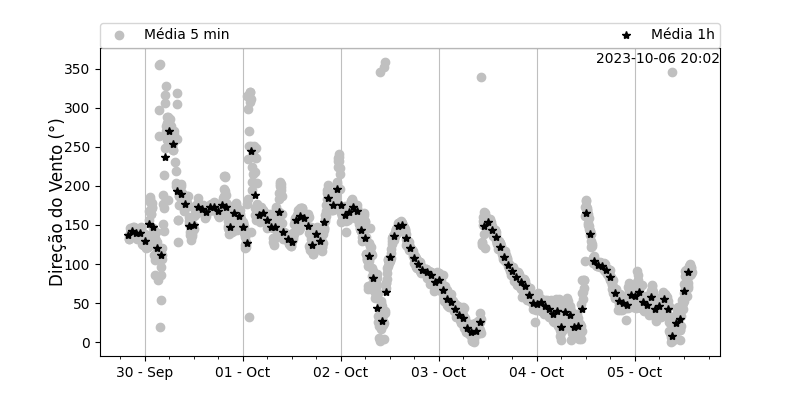 Média 5 min
Média 1h
2023-10-06 20:02
Direção do Vento (°)
350
300
250
200
150
100
50
0
30 - Sep
01 - Oct
02 - Oct
03 - Oct
04 - Oct
05 - Oct